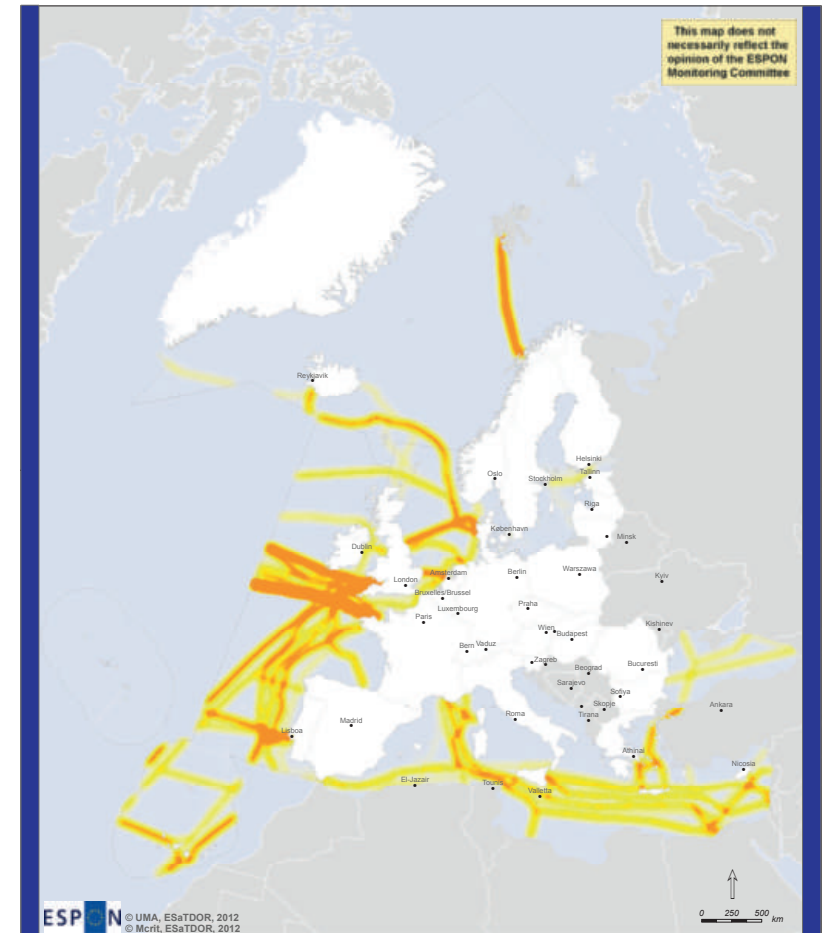 This map does not
necessarily reflect the
opinion of the ESPON
Monitoring Committee
Reykjavik
Helsinki
Tallinn
Oslo
Stockholm
Riga
København
Minsk
Dublin
Amsterdam
Berlin
Warszawa
London
Kyiv
Bruxelles/Brussel
Praha
Luxembourg
Paris
Kishinev
Wien
Budapest
Bern
Vaduz
Zagreb
Beograd
Bucuresti
Sarajevo
Sofiya
Skopje
Ankara
Roma
Tirana
Madrid
Lisboa
Athinai
Nicosia
El-Jazair
Tounis
Valletta
0 250 500
km
ESPON
© UMA, ESaTDOR, 2012
© Mcrit, ESaTDOR, 2012